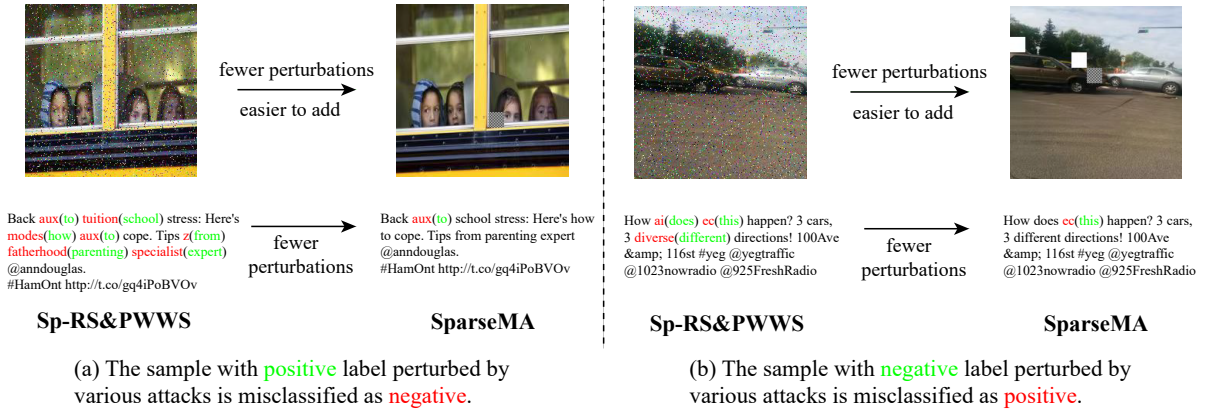 fewer perturbations
easier to add
Back aux(to) tuition(school) stress: Here's
modes(how) aux(to) cope. Tips z(from)
fatherhood(parenting) specialist(expert)
@anndouglas.
#HamOnt http://t.co/gq4iPoBVOv
fewer
perturbations
Back aux(to) school stress: Here's how
to cope. Tips from parenting expert
@anndouglas.
#HamOnt http://t.co/gq4iPoBVOv
Sp-RS&PWWS
SparseMA
(a) The sample with positive label perturbed by
various attacks is misclassified as negative.
fewer perturbations
easier to add
How ai(does) ec(this) happen? 3 cars,
3 diverse(different) directions! 100Ave
&amp; 116st #yeg @yegtraffic
@1023nowradio @925FreshRadio
fewer
perturbations
How does ec(this) happen? 3 cars,
3 different directions! 100Ave
&amp; 116st #yeg @yegtraffic
@1023nowradio @925FreshRadio
Sp-RS&PWWS
SparseMA
(b) The sample with negative label perturbed by
various attacks is misclassified as positive.